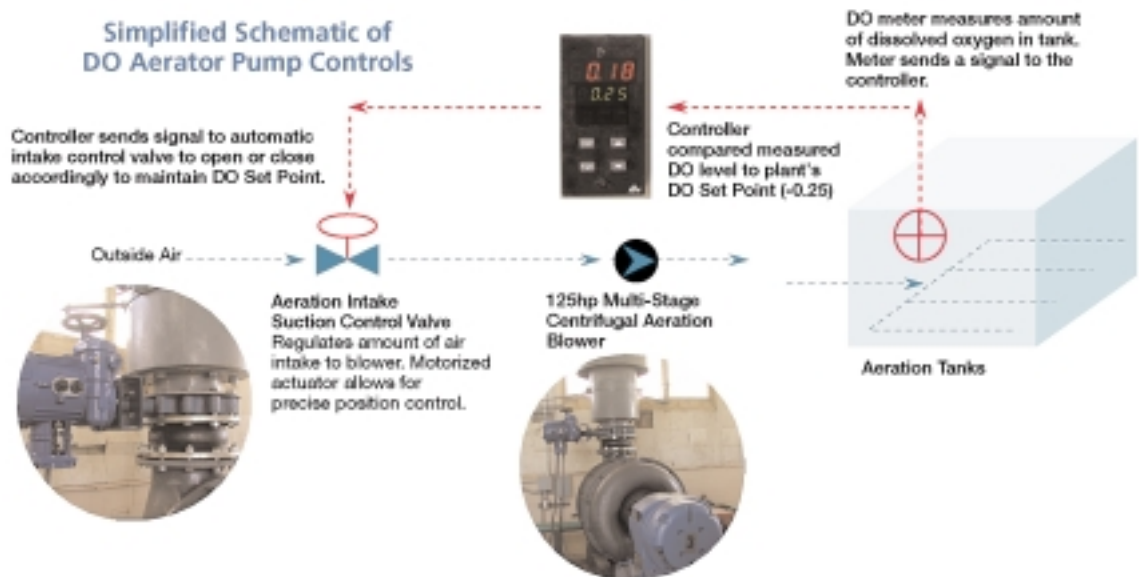 Simplified Schematic of
DO Aerator Pump Controls
DO meter measures amount
of dissolved oxygen in tank.
Meter sends a signal to the
controller.
0.18
0.25
Controller sends signal to automatic
intake control valve to open or close
accordingly to maintain DO Set Point.
Controller
compared measured
DO level to plant's
DO Set Point (-0.25)
Outside Air
Aeration Intake
Suction Control Valve
Regulates amount of air
intake to blower. Motorized
actuator allows for
precise position control.
125hp Multi-Stage
Centrifugal Aeration
Blower
Aeration Tanks